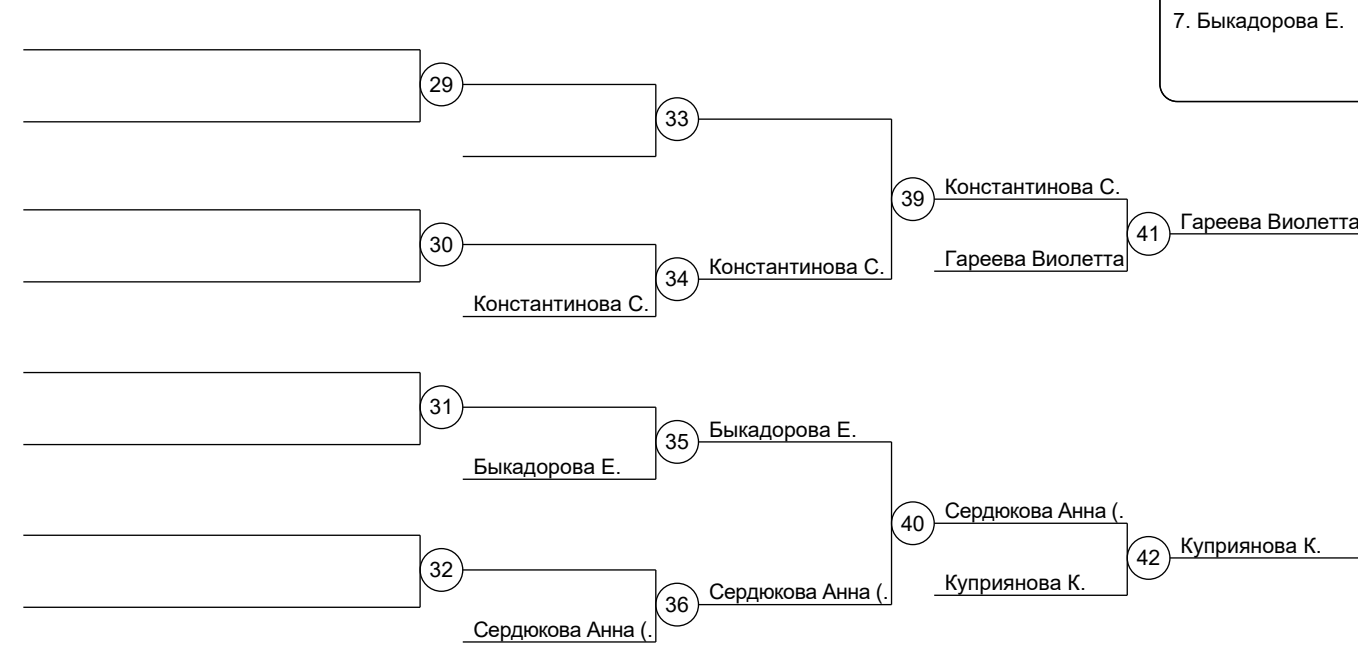 7. Быкадорова Е.
29
33
Константинова С.
39
Гареева Виолетта
41
30
Гареева Виолетта
Константинова С.
34
Константинова С.
31
Быкадорова Е.
35
Быкадорова Е.
Сердюкова Анна (.
40
Куприянова К.
42
32
Куприянова К.
Сердюкова Анна (.
36
Сердюкова Анна (.